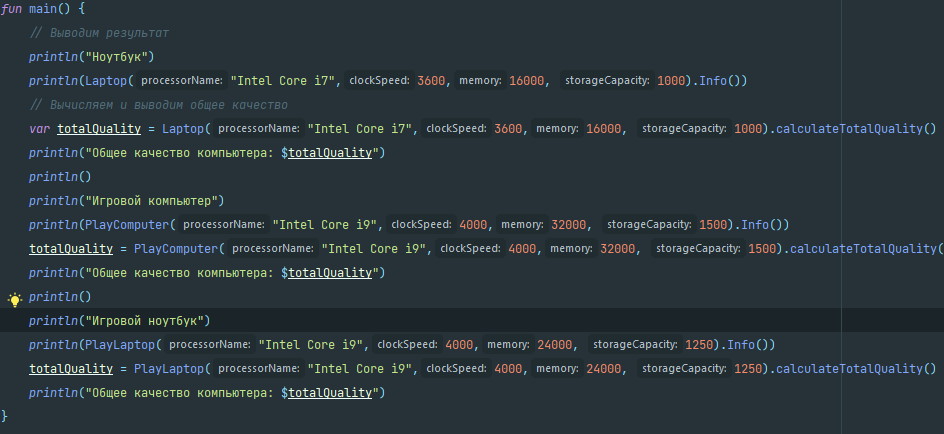 fun main() {
// Выводим результат
println("Ноутбук")
println(Laptop( processorName: "Intel Core i7", clockSpeed: 3600, memory: 16000, storageCapacity: 1000).Info())
// Вычисляем и выводим общее качество
var totalQuality = Laptop( processorName: "Intel Core i7", clockSpeed: 3600, memory: 16000, storageCapacity: 1000).calculateTotalQuality()
println("Общее качество компьютера: $totalQuality")
println()
println("Игровой компьютер")
println(PlayComputer( processorName: "Intel Core i9", clockSpeed: 4000, memory: 32000, storageCapacity: 1500).Info())
totalQuality = PlayComputer( processorName: "Intel Core i9", clockSpeed: 4000, memory: 32000, storageCapacity: 1500).calculateTotalQuality(
println("Общее качество компьютера: $totalQuality")
println()
println("Игровой ноутбук")
println(PlayLaptop( processorName: "Intel Core i9", clockSpeed: 4000, memory: 24000, storageCapacity: 1250).Info())
totalQuality = PlayLaptop( processorName: "Intel Core i9", clockSpeed: 4000, memory: 24000, storageCapacity: 1250).calculateTotalQuality()
println("Общее качество компьютера: $totalQuality")
}